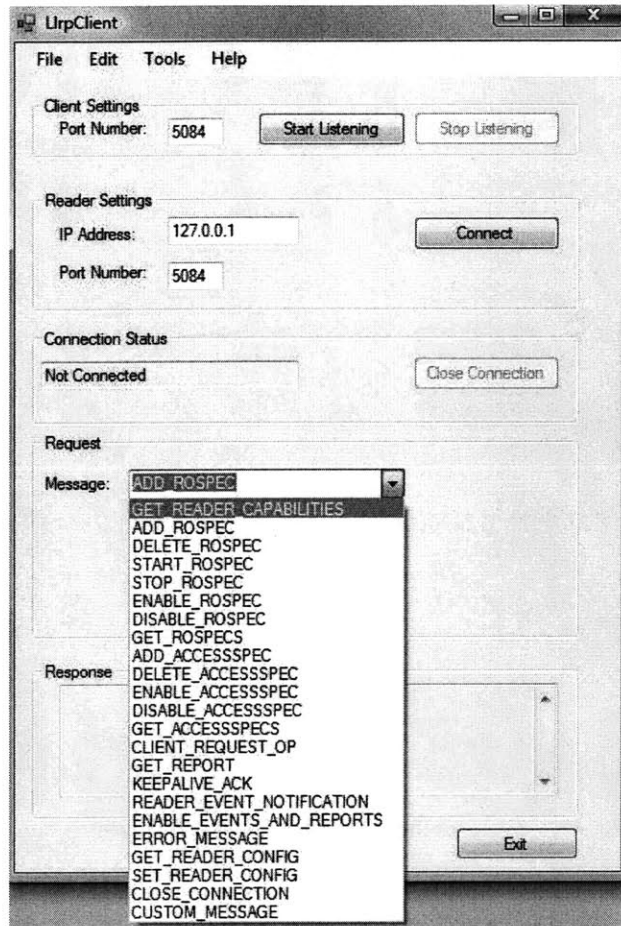 LlrpClient
File Edit Tools Help
Client Settings
Port Number: 5084 Start Listening Stop Listening
Reader Settings
IP Address: 127.0.0.1 Connect
Port Number: 5084
Connection Status
Not Connected Close Connection
Request
Message: ADD_ROSPEC
GET_READER_CAPABILITIES
ADD_ROSPEC
DELETE_ROSPEC
START_ROSPEC
STOP_ROSPEC
ENABLE_ROSPEC
DISABLE_ROSPEC
GET_ROSPECS
ADD_ACCESSSPEC
Response
DELETE_ACCESSSPEC
ENABLE_ACCESSSPEC
DISABLE_ACCESSSPEC
GET_ACCESSSPECS
CLIENT_REQUEST_OP
GET_REPORT
KEEPALIVE_ACK
READER_EVENT_NOTIFICATION
ENABLE_EVENTS_AND_REPORTS
ERROR_MESSAGE
Exit
GET_READER_CONFIG
SET_READER_CONFIG
CLOSE_CONNECTION
CUSTOM_MESSAGE